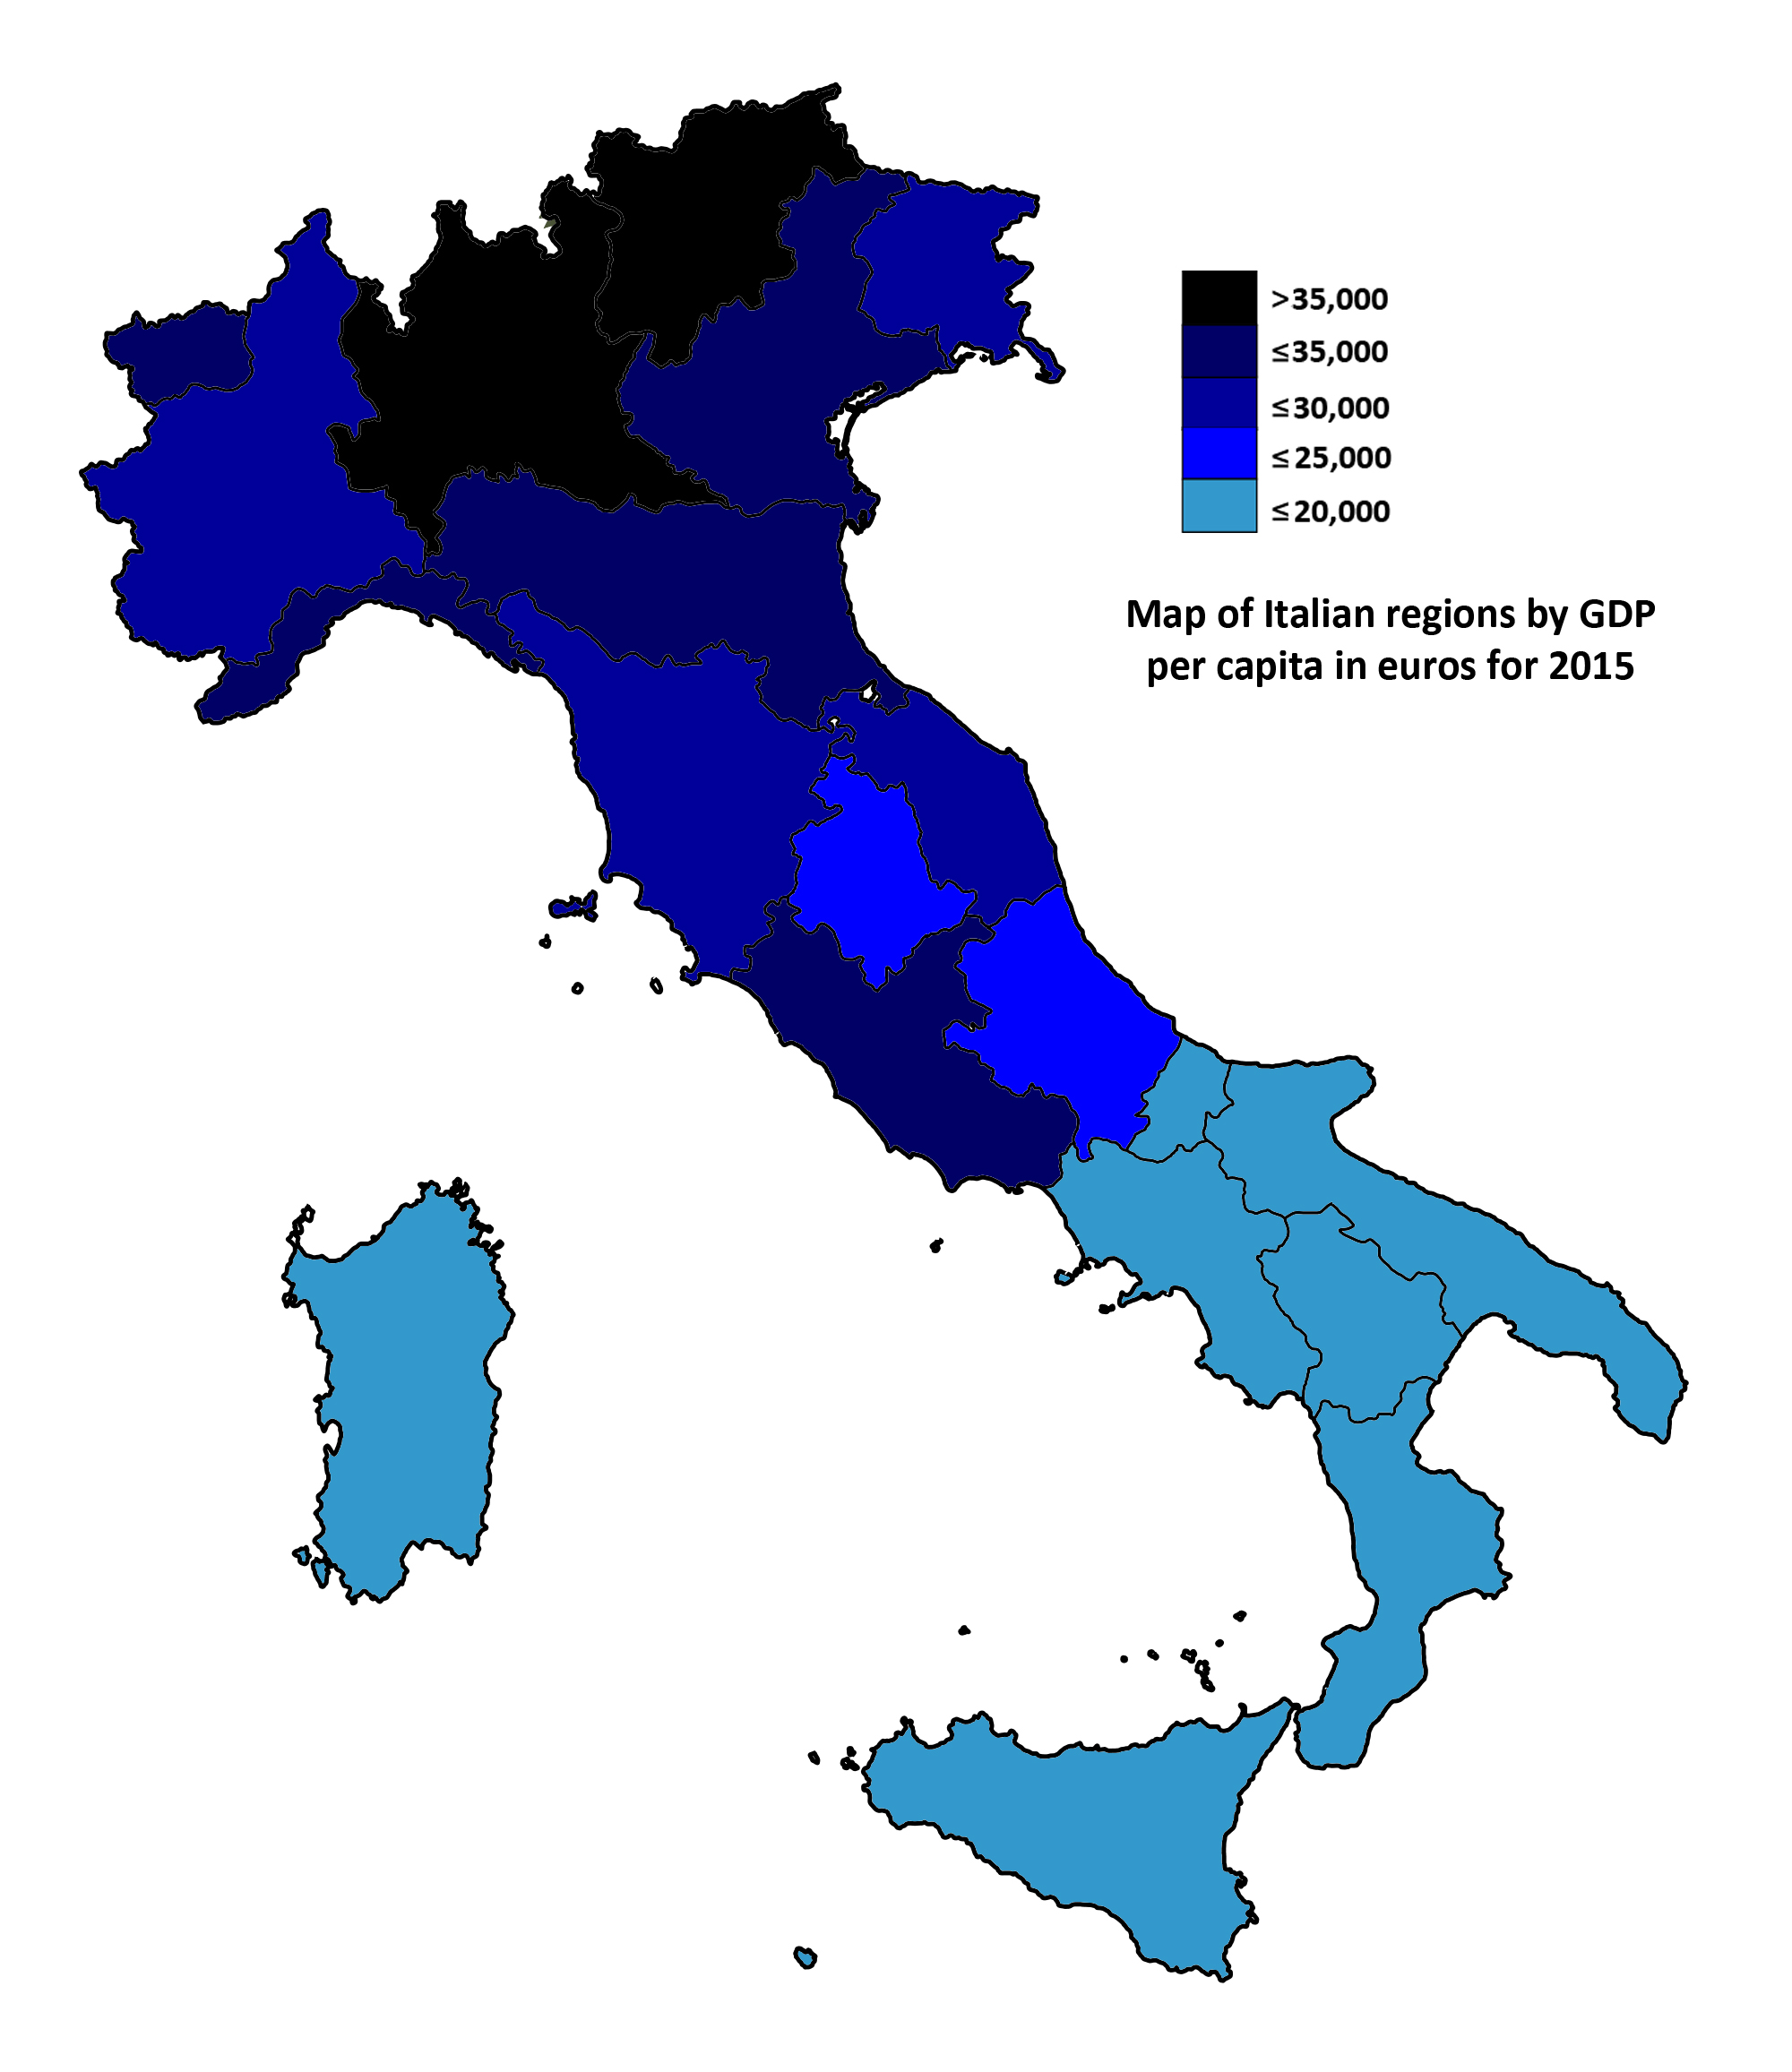 >35,000
≤35,000
≤30,000
≤25,000
≤20,000
Map of Italian regions by GDP
per capita in euros for 2015